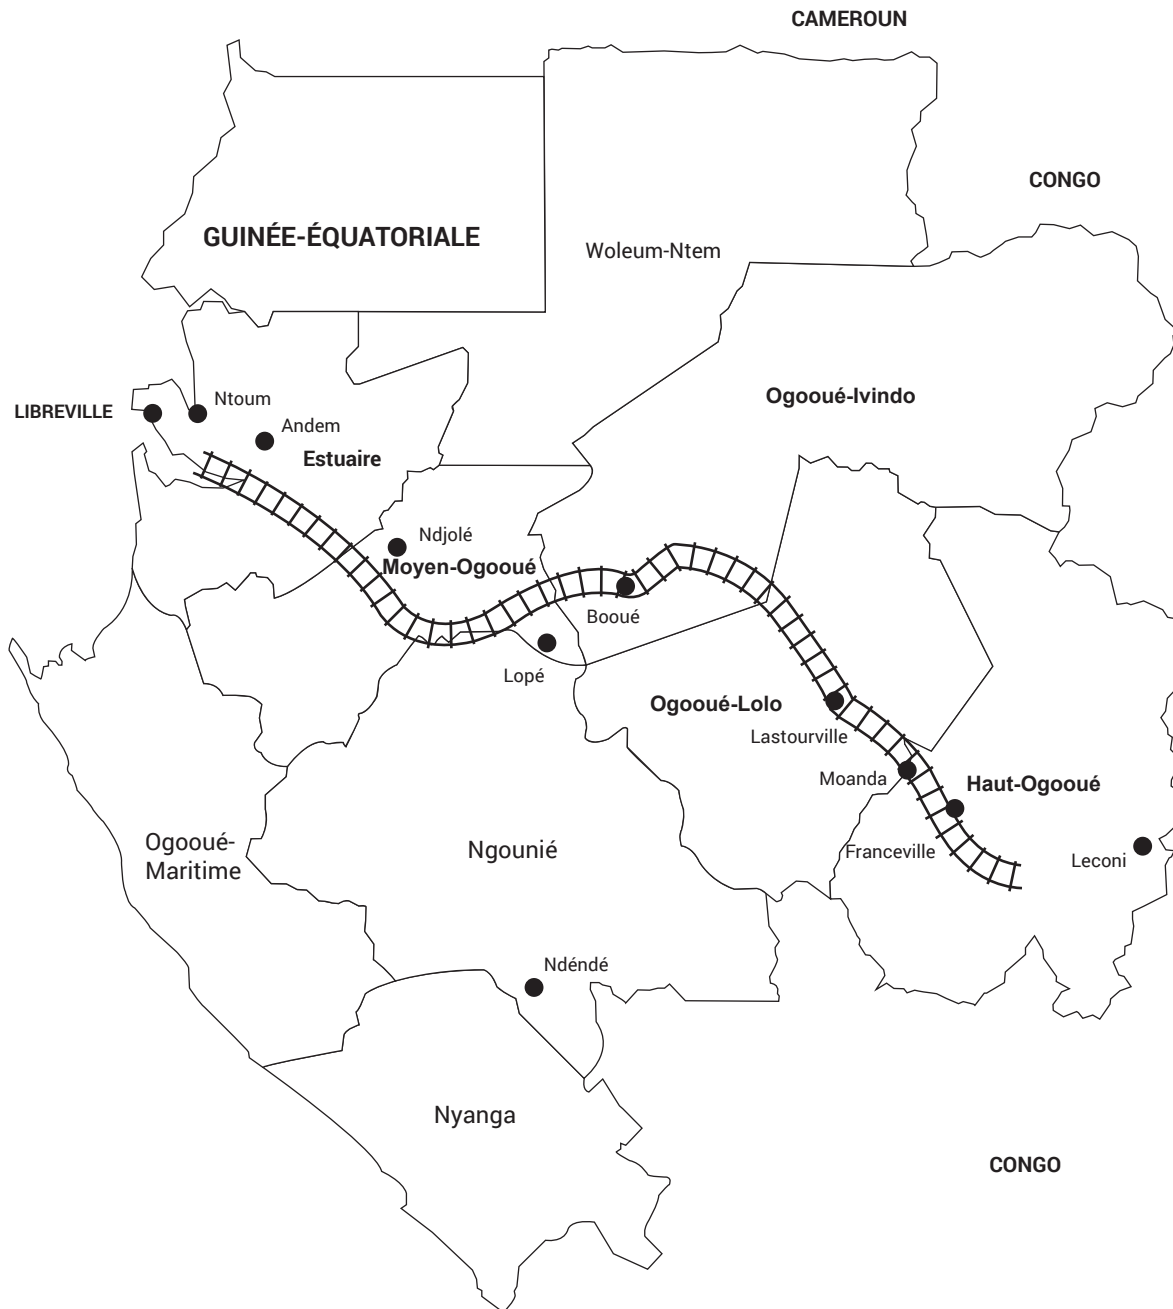 CAMEROUN
CONGO
GUINÉE-ÉQUATORIALE
Woleum-Ntem
Ogooué-Ivindo
Ntoum
LIBREVILLE
Andem
Estuaire
Ndjolé
Moyen-Ogooué
Booué
Lopé
Ogooué-Lolo
Lastourville
Moanda
Haut-Ogooué
Ogooué-
Maritime
Ngounié
Franceville
Leconi
Ndéndé
Nyanga
CONGO